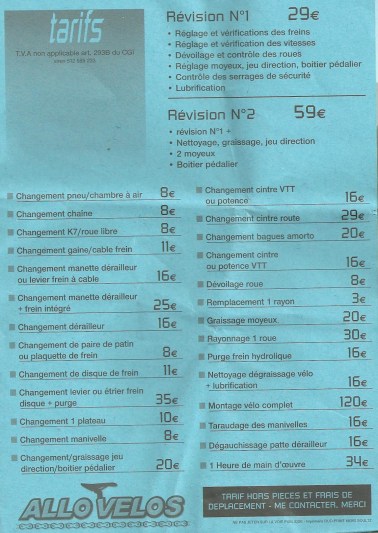 tarifs
T.V.A non applicable art. 293B du CGI
Révision N°1 29€
• Réglage et vérifications des freins
• Réglage et vérification des vitesses
• Dévoilage et contrôle des roues
• Réglage moyeux, jeu direction, boitier pédalier
• Contrôle des serrages de sécurité
• Lubrification
Révision N°2 59€
• révision N°1 +
• Nettoyage, graissage, jeu direction
• 2 moyeux
• Boitier pédalier
Changement pneu/chambre à air 8€
Changement chaîne 8€
Changement K7/roue libre 8€
Changement gaine/cable frein 11€
Changement manette dérailleur
ou levier frein à cable 16€
Changement manette dérailleur
+ frein intégré 25€
Changement dérailleur 16€
Changement de paire de patin
ou plaquette de frein 8€
Changement de disque de frein 11€
Changement levier ou étrier frein
disque + purge 35€
Changement 1 plateau 10€
Changement manivelle 8€
Changement/graissage jeu
direction/boitier pédalier 20€
Changement cintre VTT
ou potence 16€
Changement cintre route 29€
Changement bagues amorto 20€
Changement cintre
ou potence VTT 16€
Dévoilage roue 8€
Remplacement 1 rayon 3€
Graissage moyeux 20€
Rayonnage 1 roue 30€
Purge frein hydrolique 16€
Nettoyage dégraissage vélo
+ lubrification 16€
Montage vélo complet 120€
Taraudage des manivelles 16€
Dégauchissage patte dérailleur 16€
1 Heure de main d'œuvre 34€
ALLO VELOS
TARIF HORS PIECES ET FRAIS DE
DEPLACEMENT - ME CONTACTER, MERCI